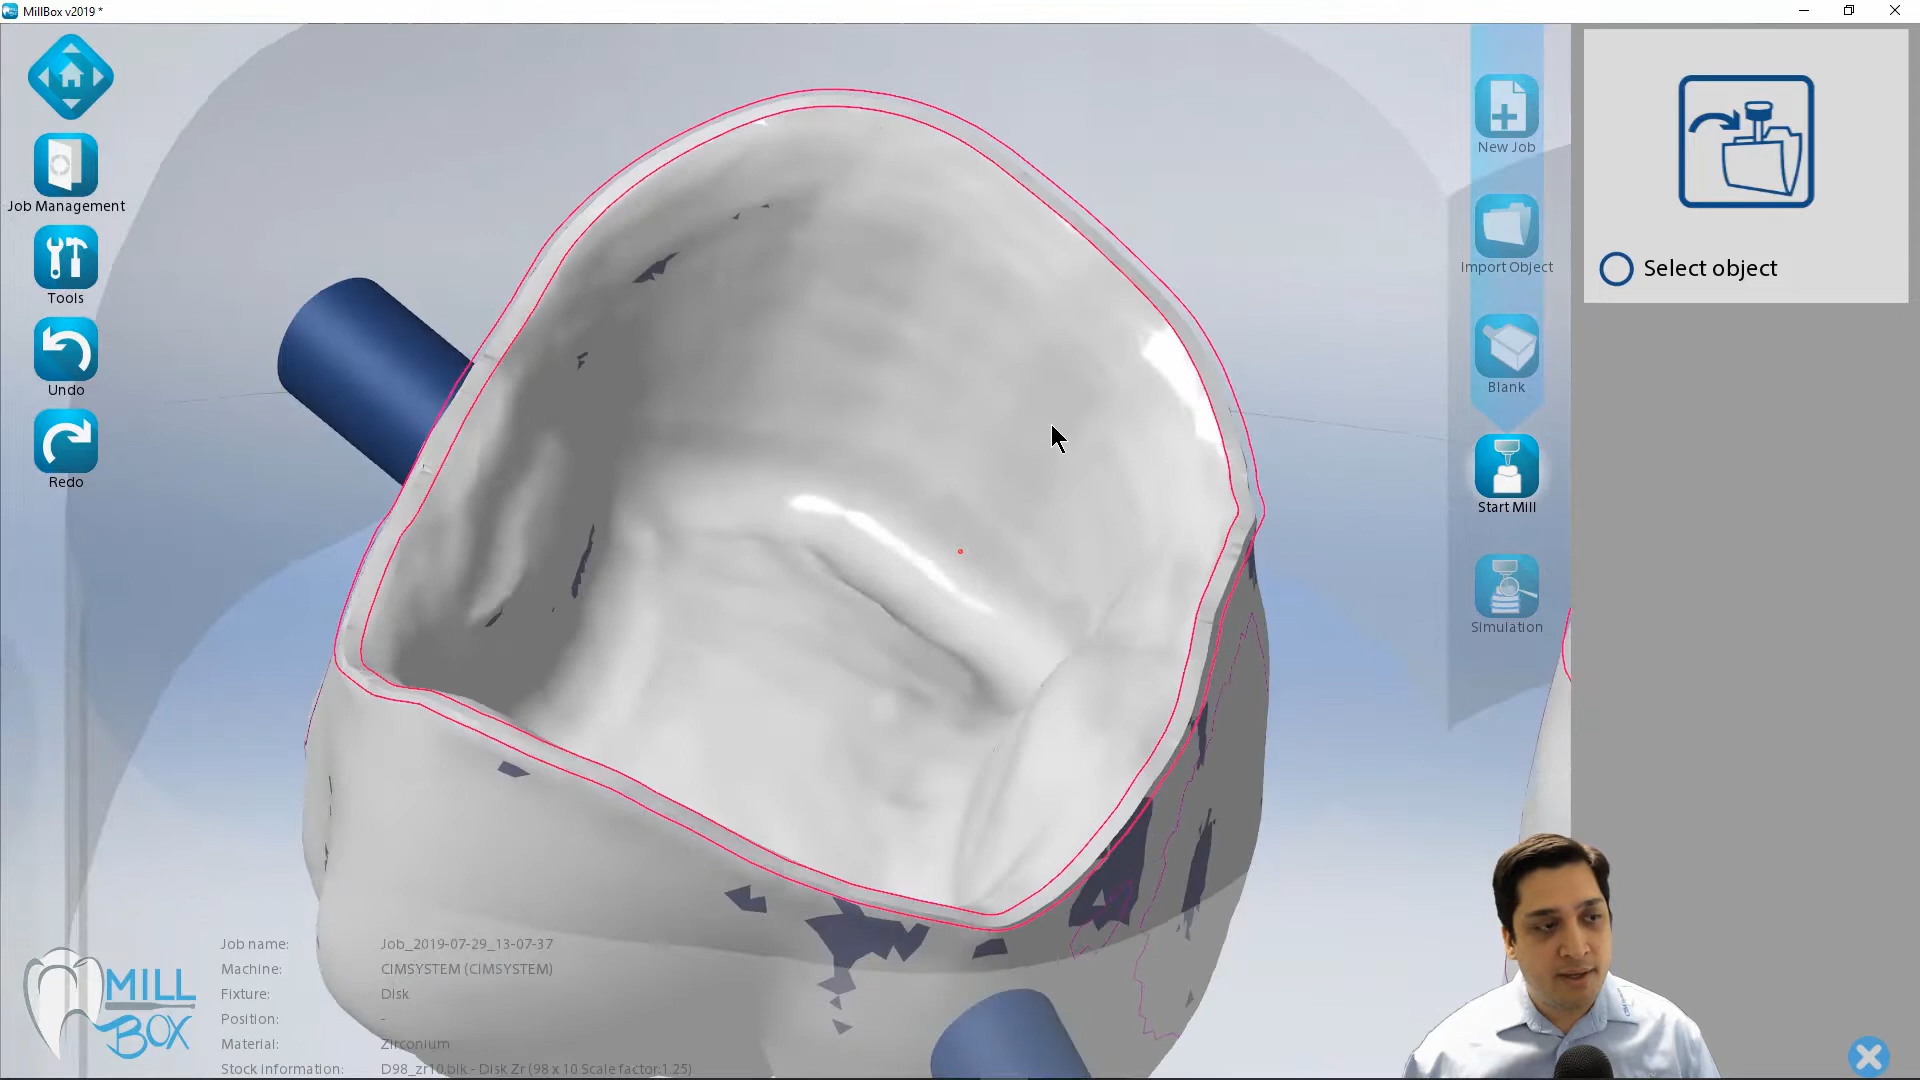 MillBox v2019 *
Job Management
Tools
Undo
Redo
New Job
Import Object
Blank
Start Mill
Simulation
Select object
MILL
BOX
Job name: Job_2019-07-29_13-07-37
Machine: CIMSYSTEM (CIMSYSTEM)
Fixture: Disk
Position: -
Material: Zirconium
Stock information: D98_zr10.blk - Disk Zr (98 x 10 Scale factor:1.25)